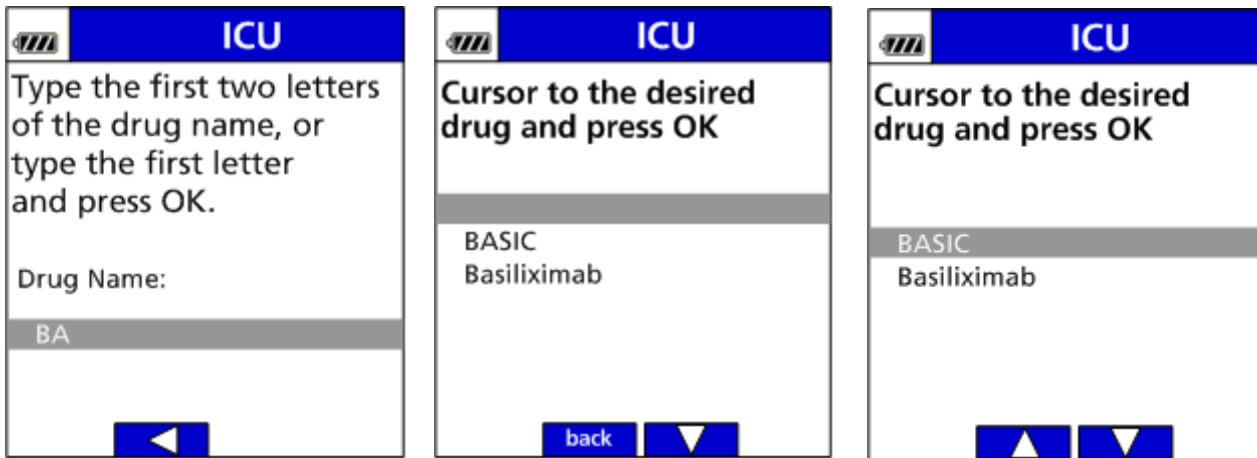 ICU
Type the first two letters
of the drug name, or
type the first letter
and press OK.
Drug Name:
BA
ICU
Cursor to the desired
drug and press OK
BASIC
Basiliximab
back
ICU
Cursor to the desired
drug and press OK
BASIC
Basiliximab